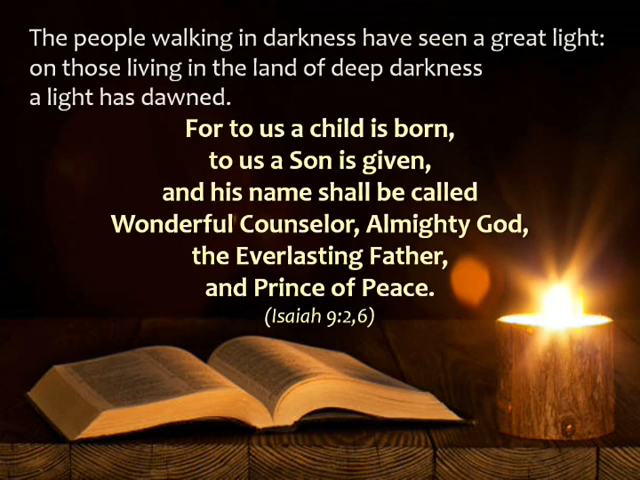 The people walking in darkness have seen a great light:
on those living in the land of deep darkness
a light has dawned.
For to us a child is born,
to us a Son is given,
and his name shall be called
Wonderful Counselor, Almighty God,
the Everlasting Father,
and Prince of Peace.
(Isaiah 9:2,6)